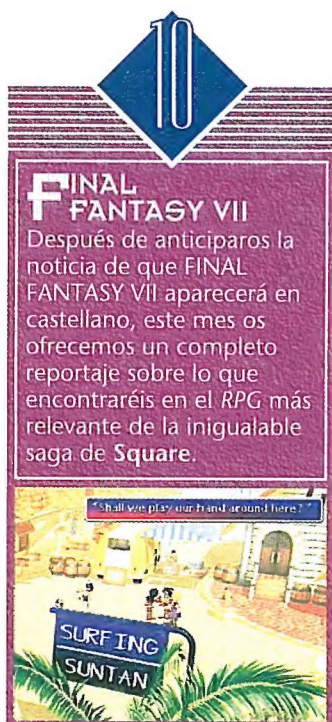 10
FINAL
FANTASY VII
Después de anticiparos la
noticia de que FINAL
FANTASY VII aparecerá en
castellano, este mes os
ofrecemos un completo
reportaje sobre lo que
encontraréis en el RPG más
relevante de la inigualable
saga de Square.
"Shall we play our hand around here?"
SURFING
SUNTAN